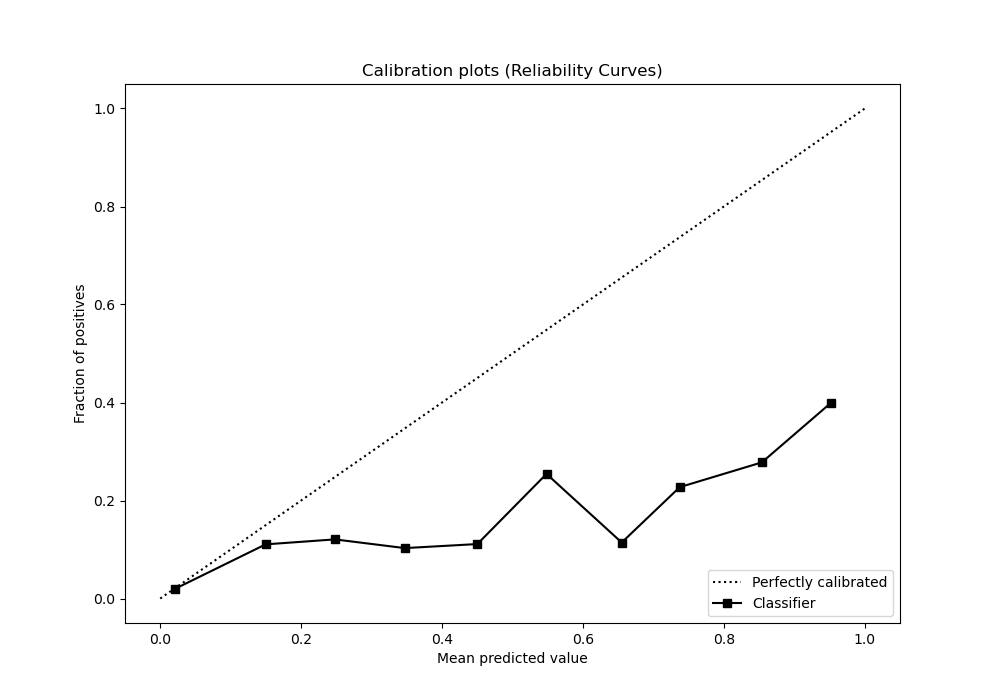 Calibration plots (Reliability Curves)
1.0
0.8
0.6
0.4
0.2
0.0
Fraction of positives
0.0 0.2 0.4 0.6 0.8 1.0
Mean predicted value
Perfectly calibrated
Classifier